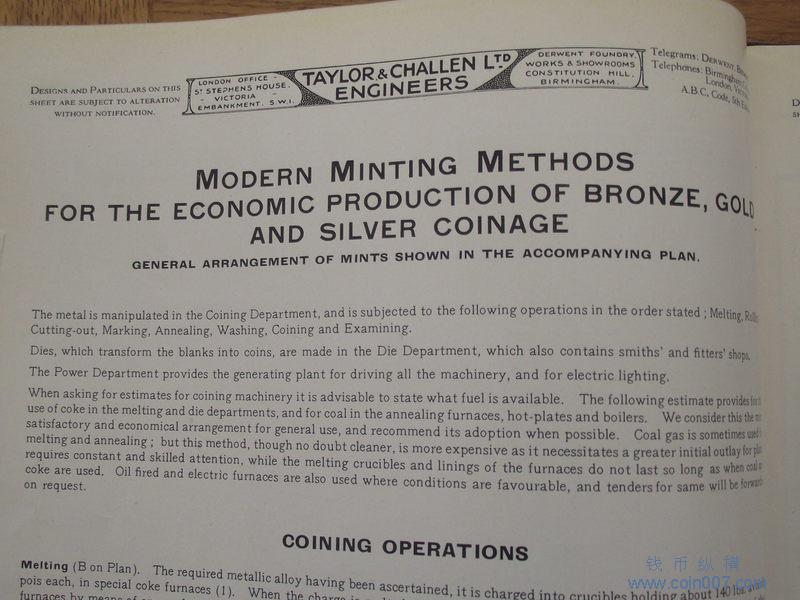 DESIGNS AND PARTICULARS ON THIS
SHEET ARE SUBJECT TO ALTERATION
WITHOUT NOTIFICATION.
LONDON OFFICE -
ST STEPHENS HOUSE.
- VICTORIA -
EMBANKMENT. S.W.1.
TAYLOR & CHALLEN LTD
ENGINEERS
DERWENT FOUNDRY.
WORKS & SHOWROOMS
CONSTITUTION HILL.
BIRMINGHAM.
Telegrams: DERWENT,
Telephones: Birmingham
London,
A.B.C. Code, 5th
MODERN MINTING METHODS
FOR THE ECONOMIC PRODUCTION OF BRONZE, GOLD
AND SILVER COINAGE
GENERAL ARRANGEMENT OF MINTS SHOWN IN THE ACCOMPANYING PLAN.
The metal is manipulated in the Coining Department, and is subjected to the following operations in the order stated ; Melting,
Cutting-out, Marking, Annealing, Washing, Coining and Examining.
Dies, which transform the blanks into coins, are made in the Die Department, which also contains smiths' and fitters' shops.
The Power Department provides the generating plant for driving all the machinery, and for electric lighting.
When asking for estimates for coining machinery it is advisable to state what fuel is available. The following estimate provides
use of coke in the melting and die departments, and for coal in the annealing furnaces, hot-plates and boilers. We consider this the
satisfactory and economical arrangement for general use, and recommend its adoption when possible. Coal gas is sometimes used
melting and annealing ; but this method, though no doubt cleaner, is more expensive as it necessitates a greater initial outlay for
requires constant and skilled attention, while the melting crucibles and linings of the furnaces do not last so long as when coal
coke are used. Oil fired and electric furnaces are also used where conditions are favourable, and tenders for same will be
on request.
COINING OPERATIONS
Melting (B on Plan). The required metallic alloy having been ascertained, it is charged into crucibles holding about 140 lbs.
pois each, in special coke furnaces (1). When the charge is
furnaces by means of
钱币纵横
www.coin007.com